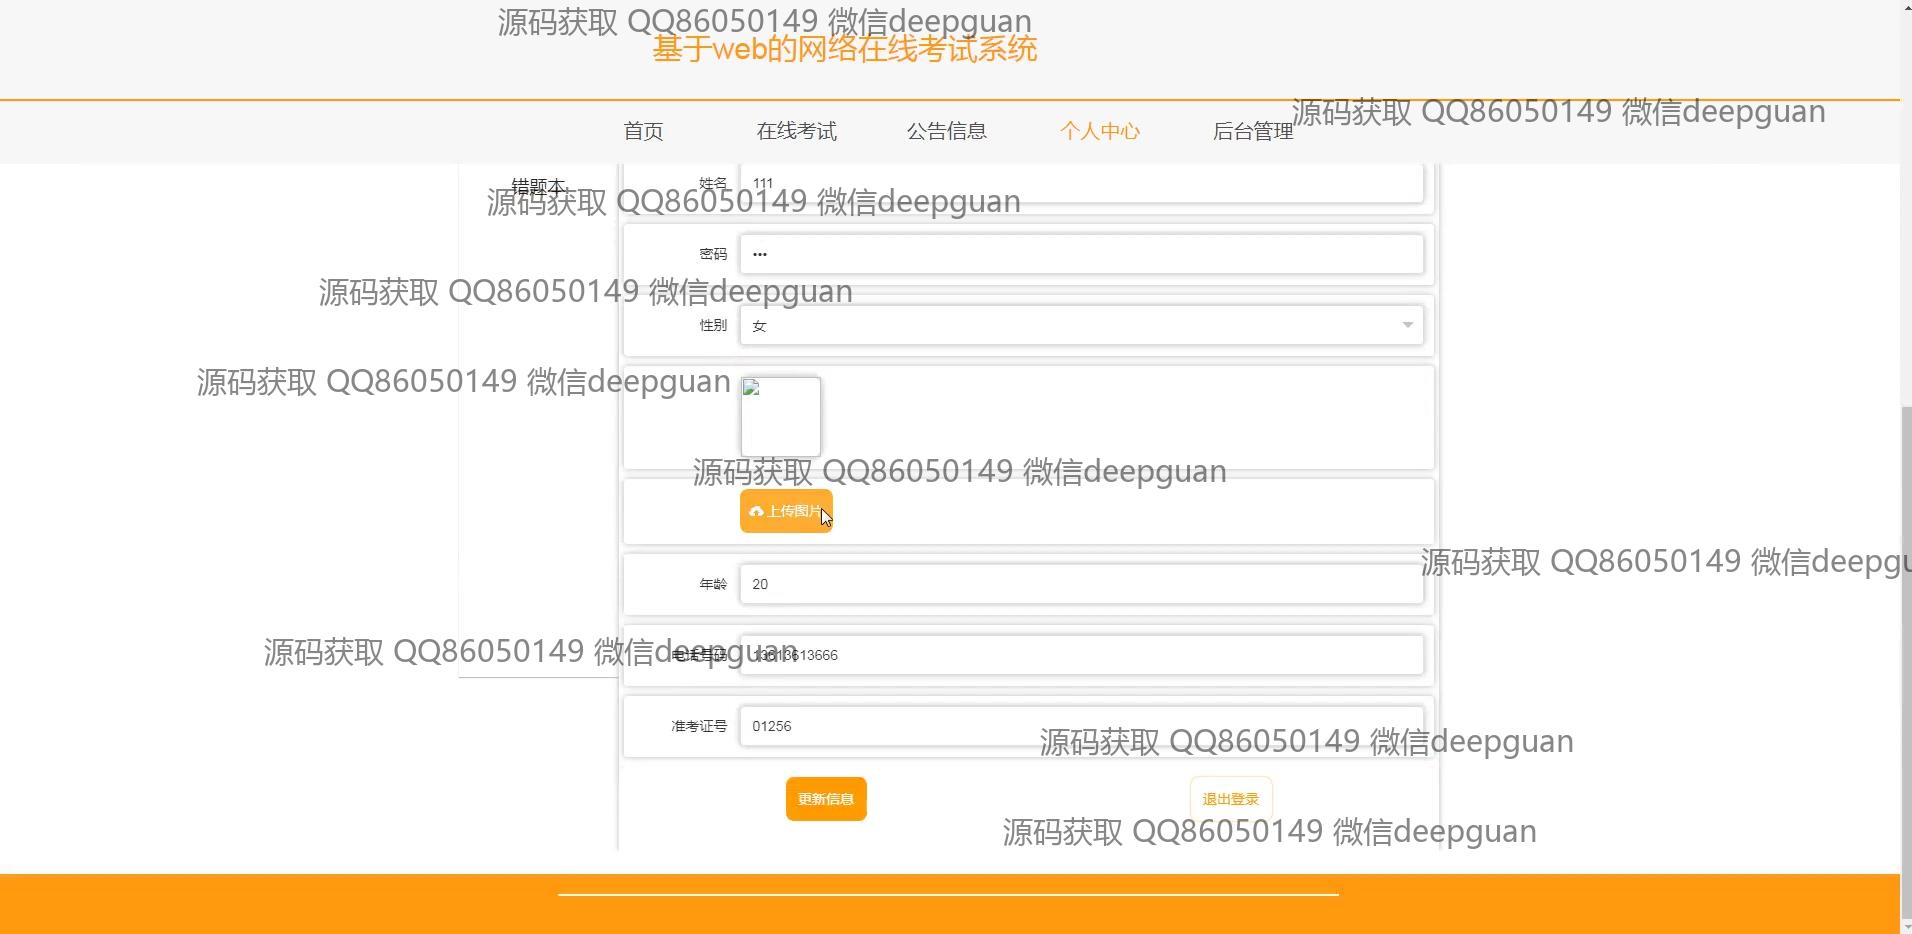 源码获取 QQ86050149 微信deepguan
基于web的网络在线考试系统
源码获取 QQ86050149 微信deepguan
首页 在线考试 公告信息 个人中心 后台管理
错题本
姓名 111
源码获取 QQ86050149 微信deepguan
密码 •••
源码获取 QQ86050149 微信deepguan
性别 女
源码获取 QQ86050149 微信deepguan
源码获取 QQ86050149 微信deepguan
上传图片
源码获取 QQ86050149 微信deepgu
年龄 20
源码获取 QQ86050149 微信deepguan
电话号码 13613613666
准考证号 01256
源码获取 QQ86050149 微信deepguan
更新信息 退出登录
源码获取 QQ86050149 微信deepguan